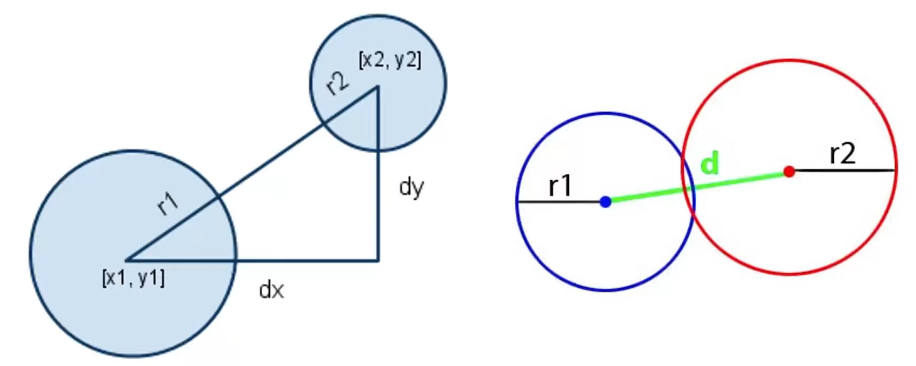 [x2, y2]
r2
r1
dy
[x1, y1]
dx
d
r2
r1